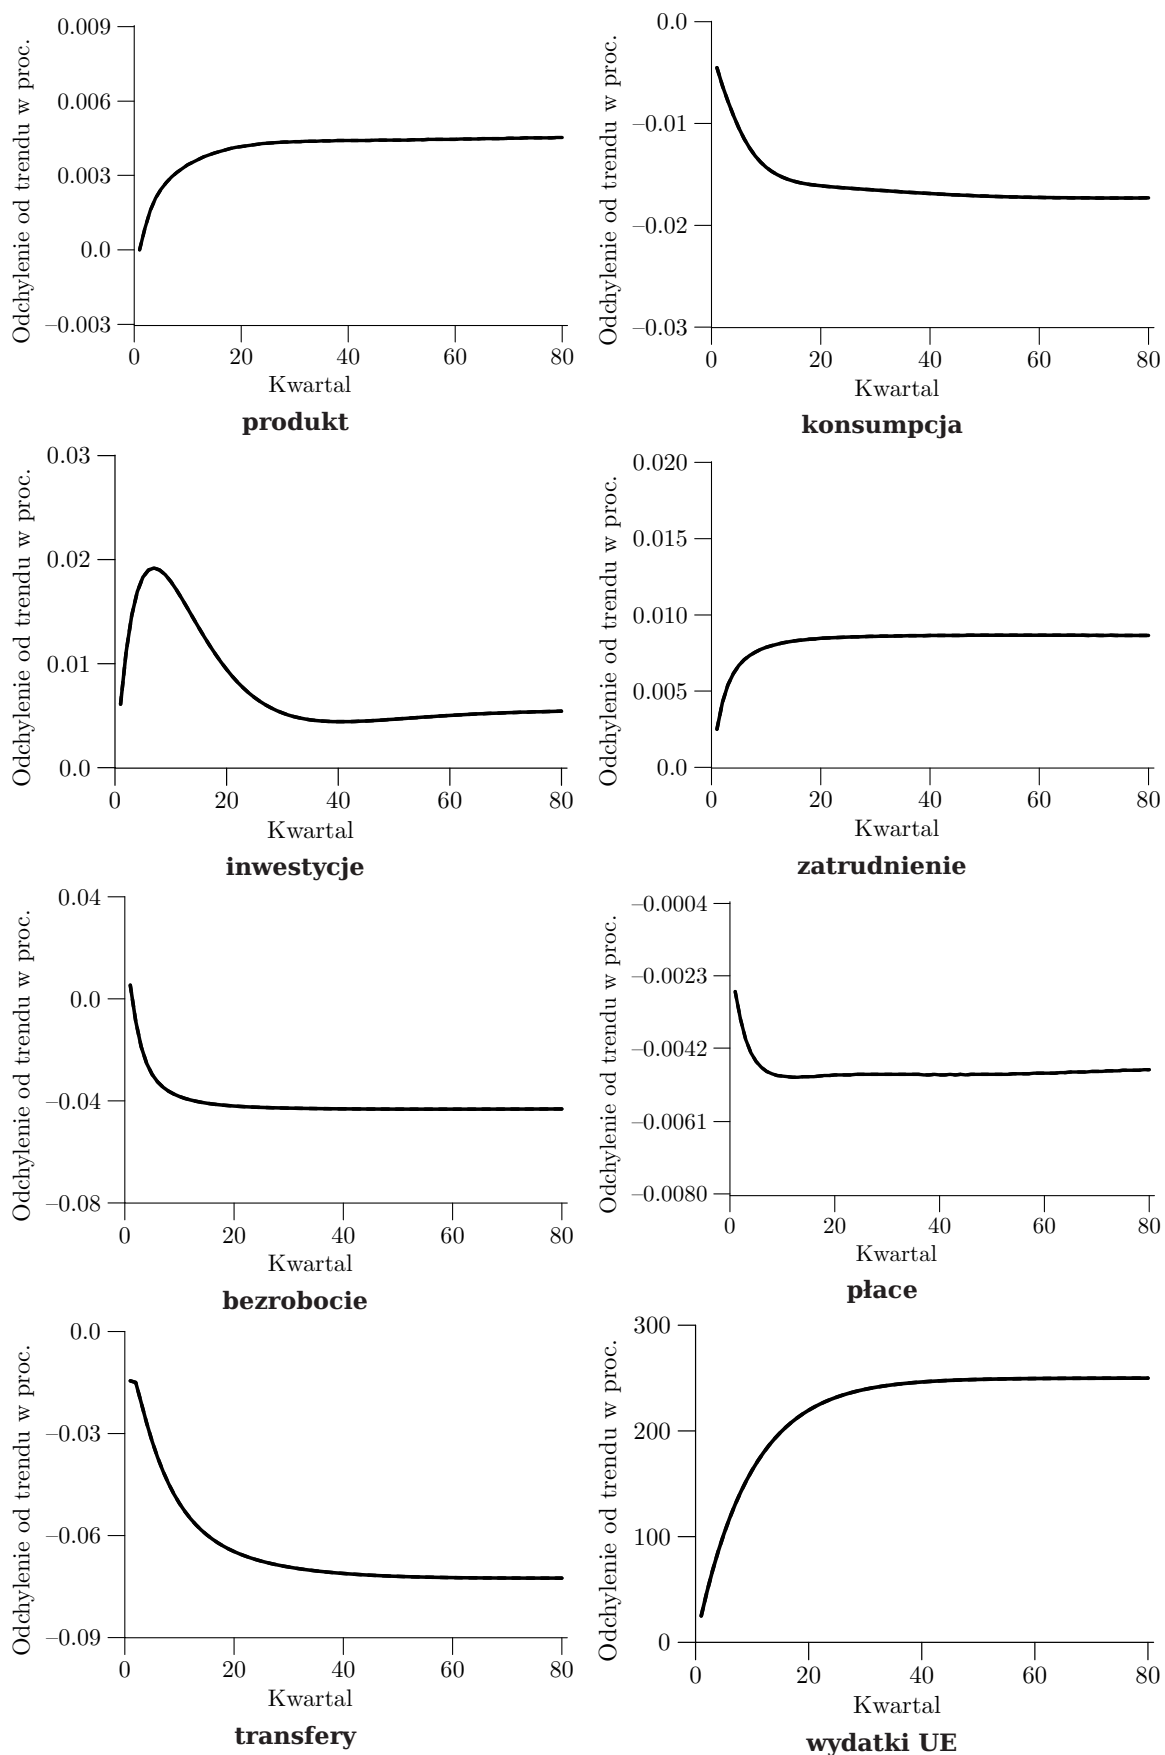 Odchylenie od trendu w proc.
0.009
0.006
0.003
0.0
–0.003
0 20 40 60 80
Kwartal
produkt
Odchylenie od trendu w proc.
0.0
–0.01
–0.02
–0.03
0 20 40 60 80
Kwartal
konsumpcja
Odchylenie od trendu w proc.
0.03
0.02
0.01
0.0
0 20 40 60 80
Kwartal
inwestycje
Odchylenie od trendu w proc.
0.020
0.015
0.010
0.005
0.0
0 20 40 60 80
Kwartal
zatrudnienie
Odchylenie od trendu w proc.
0.04
0.0
–0.04
–0.08
0 20 40 60 80
Kwartal
bezrobocie
Odchylenie od trendu w proc.
–0.0004
–0.0023
–0.0042
–0.0061
–0.0080
0 20 40 60 80
Kwartal
płace
Odchylenie od trendu w proc.
0.0
–0.03
–0.06
–0.09
0 20 40 60 80
Kwartal
transfery
Odchylenie od trendu w proc.
300
200
100
0
0 20 40 60 80
Kwartal
wydatki UE